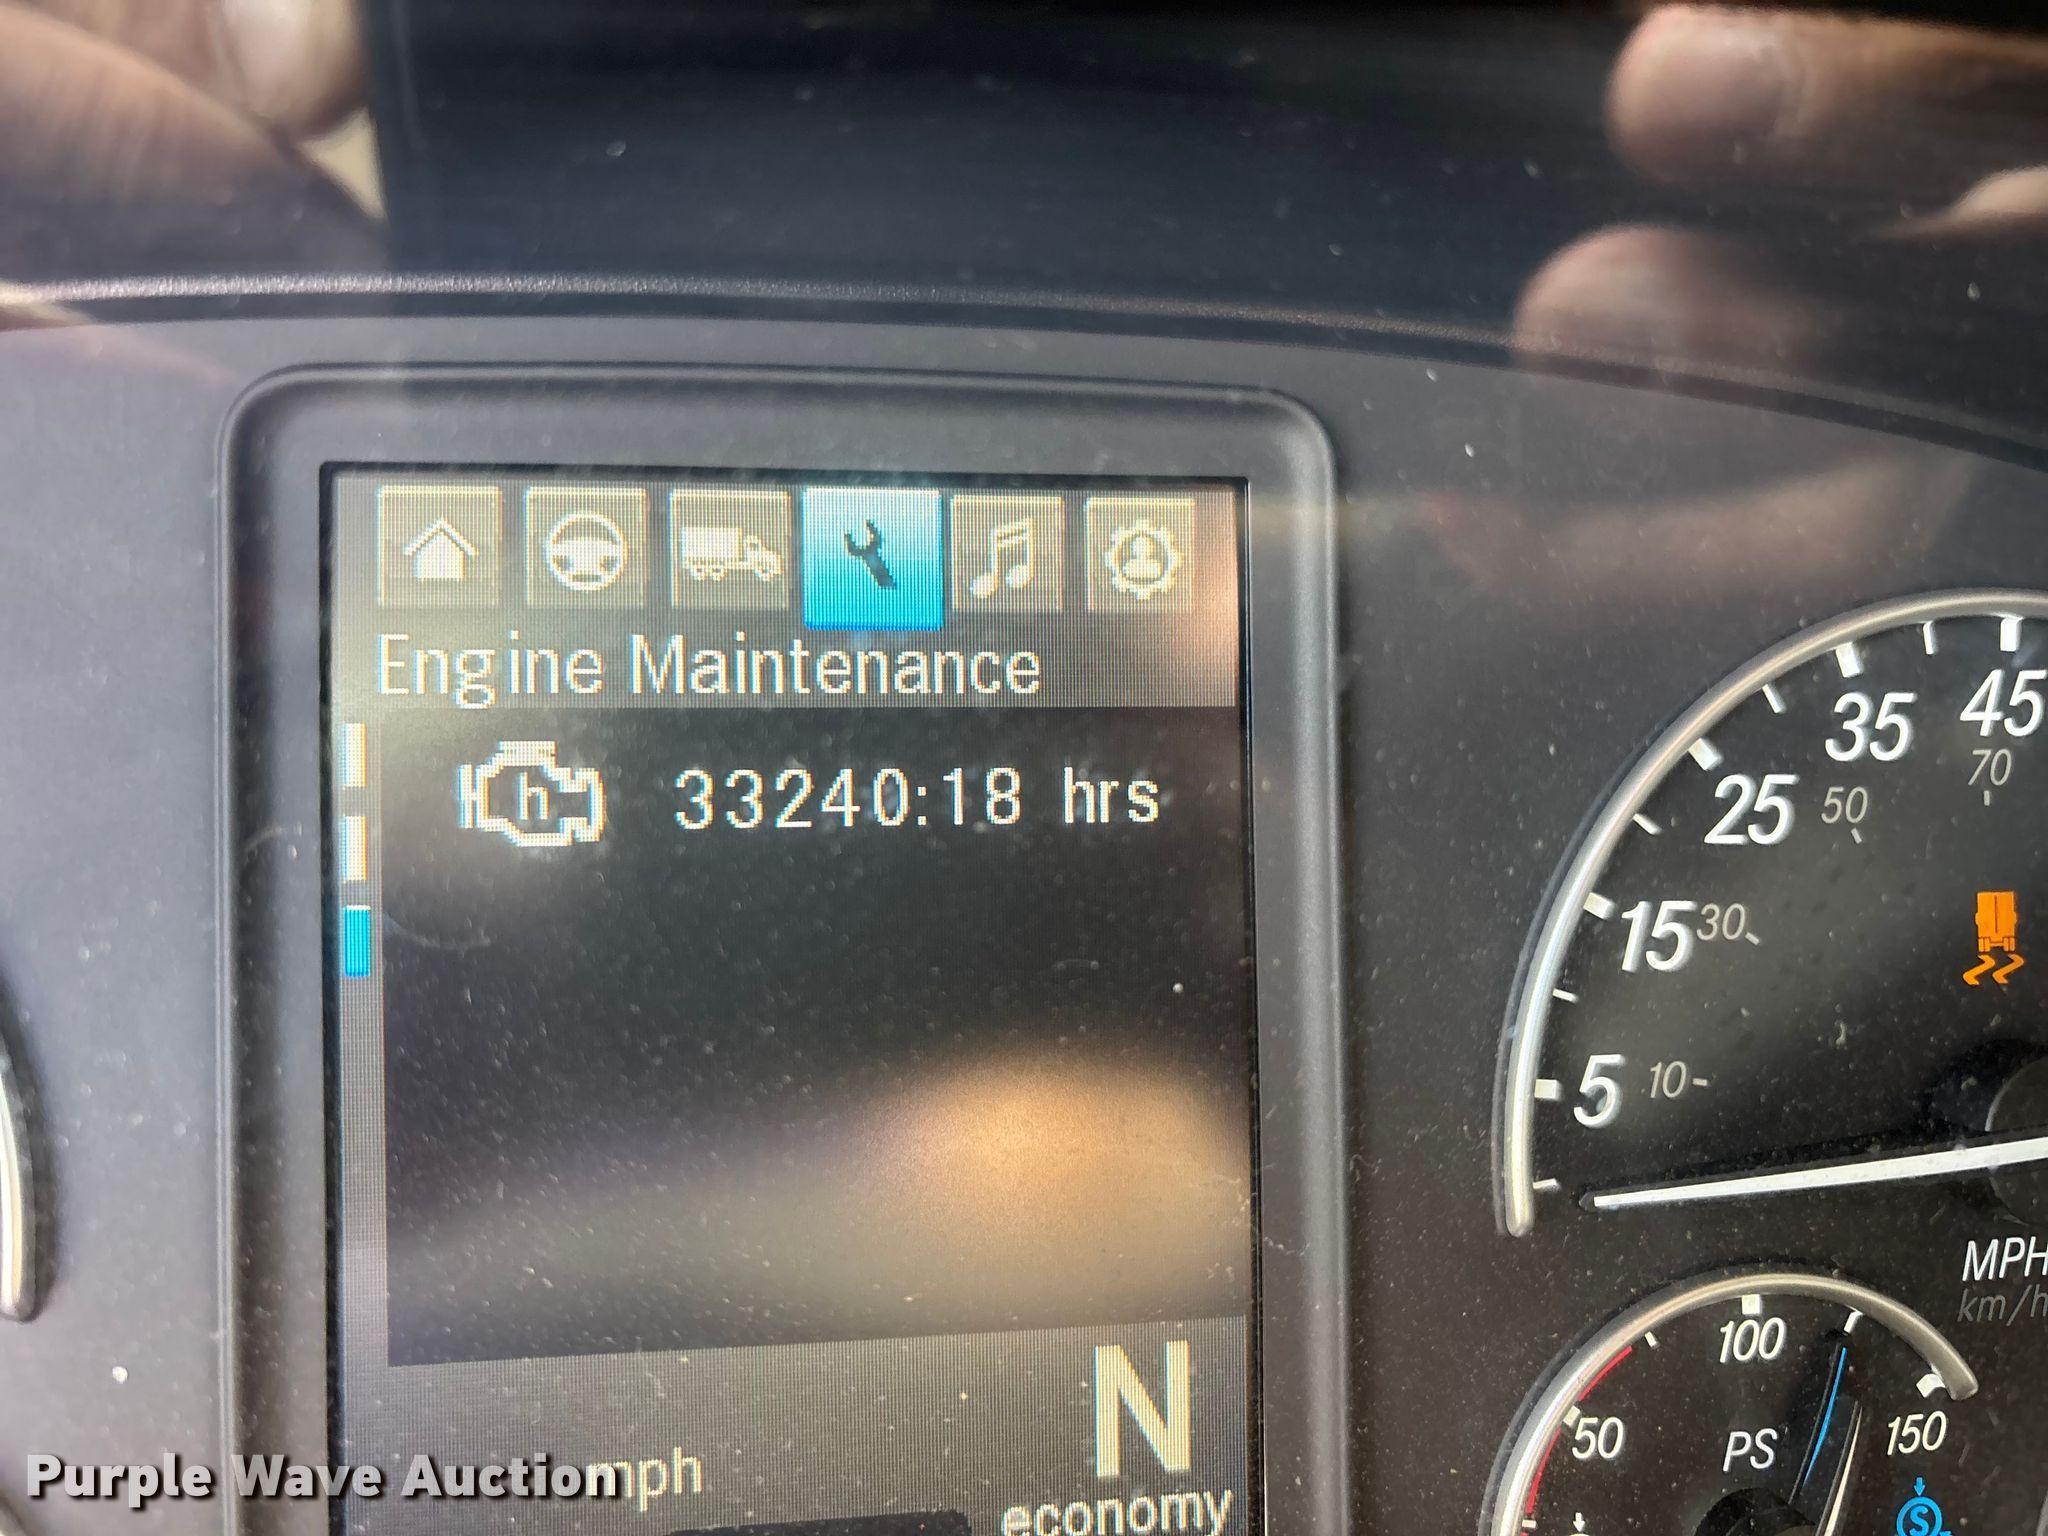 Engine Maintenance
h 33240:18 hrs
mph
N
economy
5
15
25
35
45
10
30
50
70
MPH
km/h
50
100
150
PS
S
Purple Wave Auction